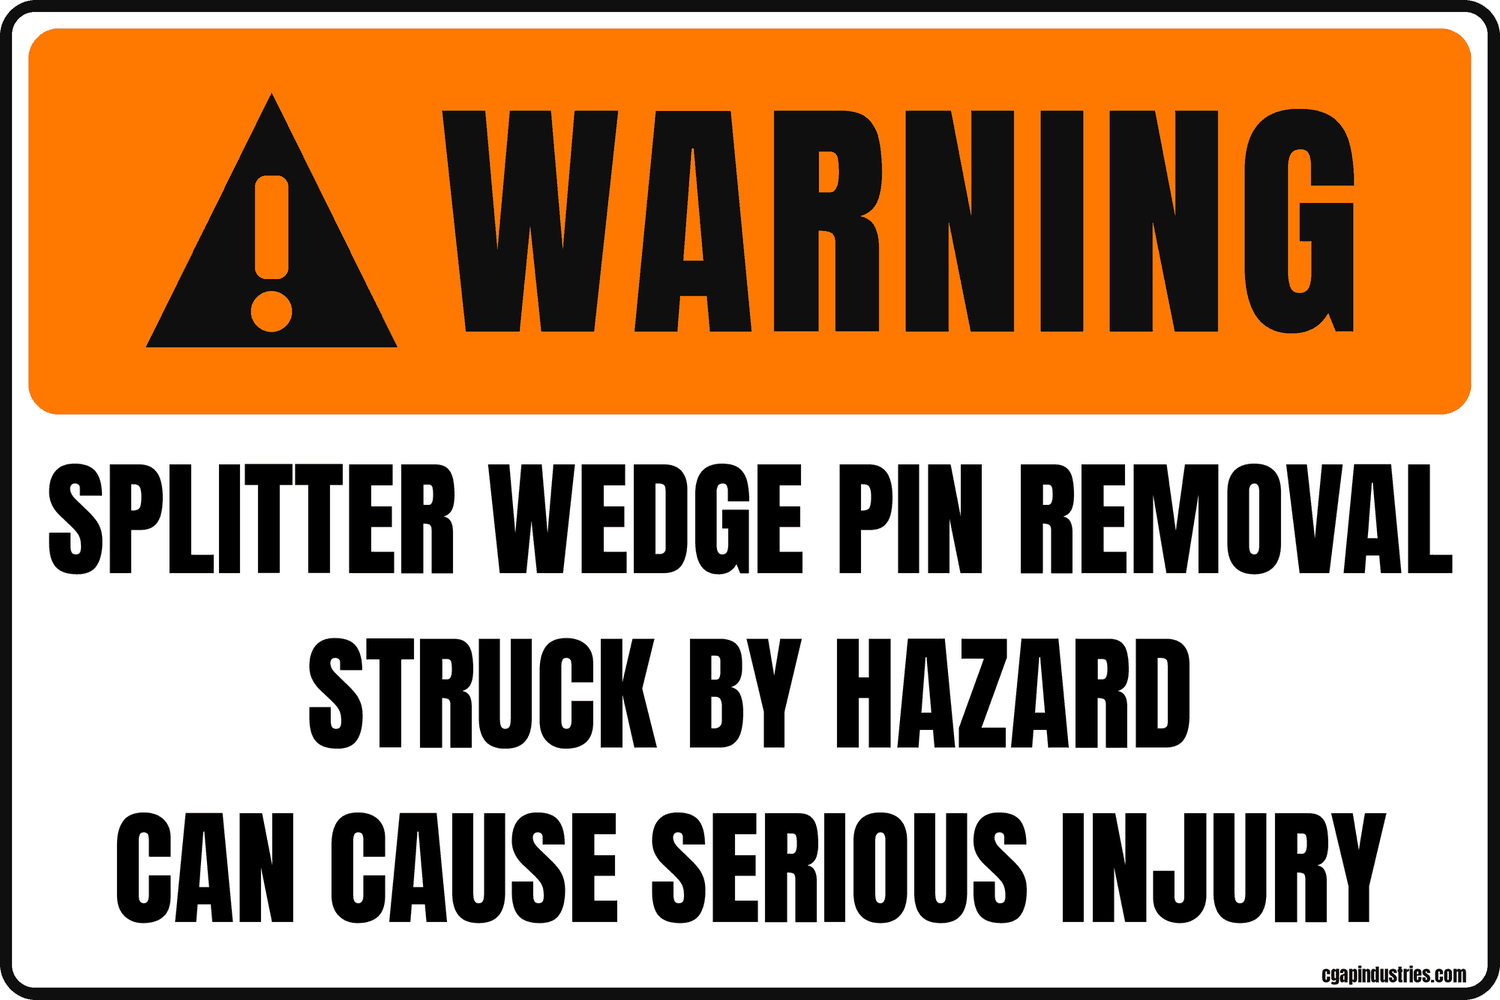 WARNING
SPLITTER WEDGE PIN REMOVAL
STRUCK BY HAZARD
CAN CAUSE SERIOUS INJURY
cgapindustries.com